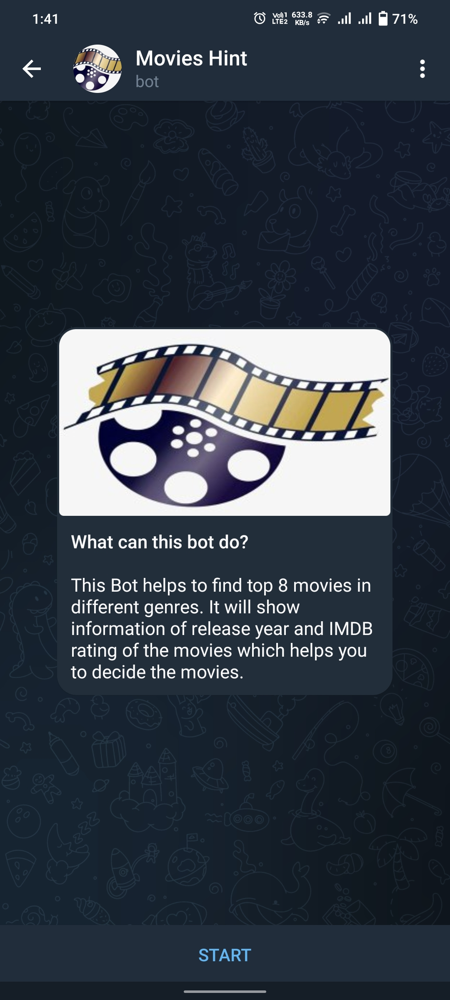 1:41
Vo))1
LTE2
633.8
KB/s
71%
Movies Hint
bot
What can this bot do?
This Bot helps to find top 8 movies in
different genres. It will show
information of release year and IMDB
rating of the movies which helps you
to decide the movies.
START